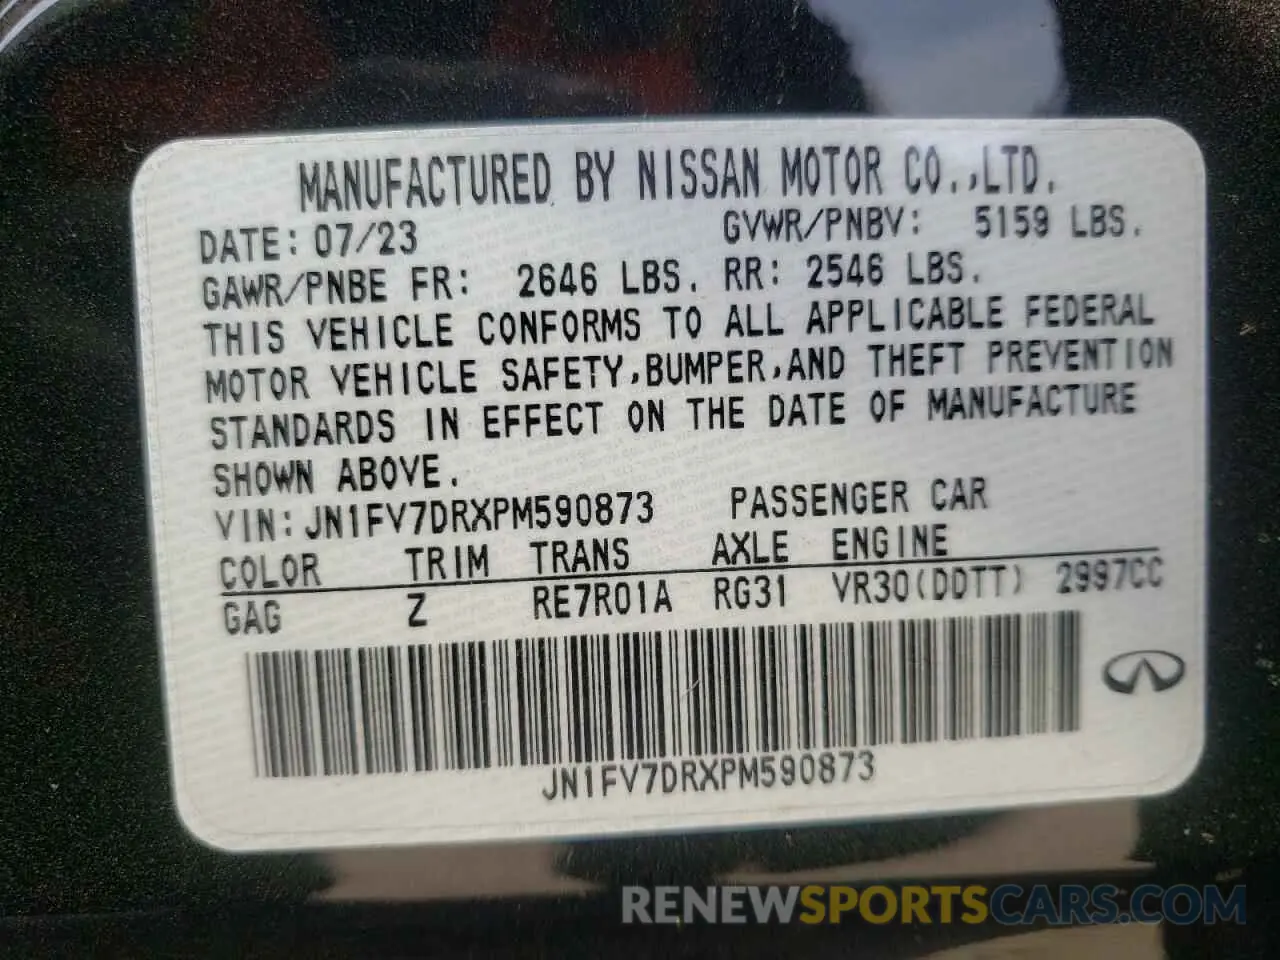 MANUFACTURED BY NISSAN MOTOR CO.,LTD.
DATE: 07/23 GVWR/PNBV: 5159 LBS.
GAWR/PNBE FR: 2646 LBS. RR: 2546 LBS.
THIS VEHICLE CONFORMS TO ALL APPLICABLE FEDERAL
MOTOR VEHICLE SAFETY,BUMPER,AND THEFT PREVENTION
STANDARDS IN EFFECT ON THE DATE OF MANUFACTURE
SHOWN ABOVE.
VIN: JN1FV7DRXPM590873 PASSENGER CAR
COLOR TRIM TRANS AXLE ENGINE
GAG Z RE7R01A RG31 VR30(DDTT) 2997CC
JN1FV7DRXPM590873
RENEWSPORTSCARS.COM